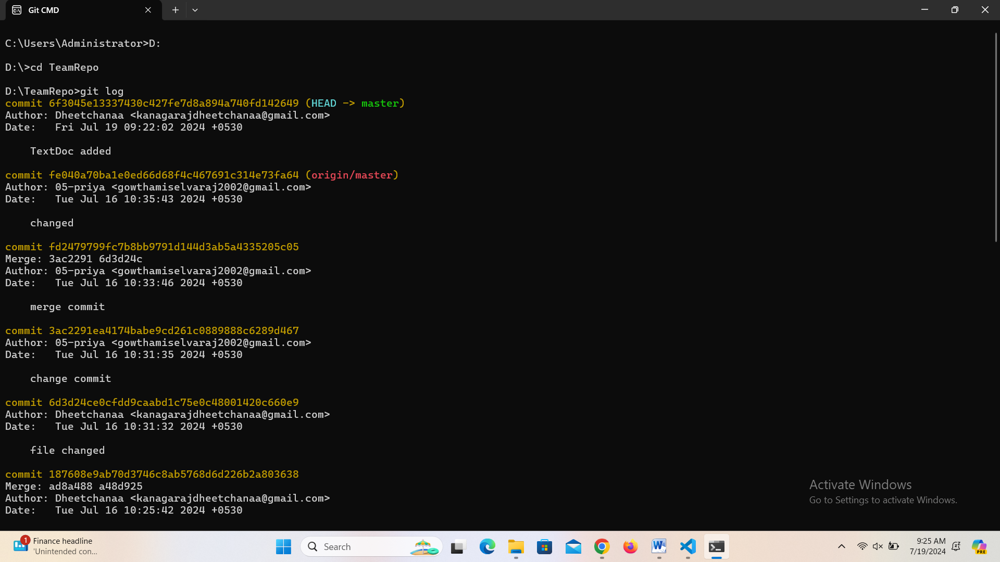 Git CMD
C:\Users\Administrator>D:
D:\>cd TeamRepo
D:\TeamRepo>git log
commit 6f3045e13337430c427fe7d8a894a740fd142649 (HEAD -> master)
Author: Dheetchanaa <kanagarajdheetchanaa@gmail.com>
Date:   Fri Jul 19 09:22:02 2024 +0530
    TextDoc added
commit fe040a70ba1e0ed66d68f4c467691c314e73fa64 (origin/master)
Author: 05-priya <gowthamiselvaraj2002@gmail.com>
Date:   Tue Jul 16 10:35:43 2024 +0530
    changed
commit fd2479799fc7b8bb9791d144d3ab5a4335205c05
Merge: 3ac2291 6d3d24c
Author: 05-priya <gowthamiselvaraj2002@gmail.com>
Date:   Tue Jul 16 10:33:46 2024 +0530
    merge commit
commit 3ac2291ea4174babe9cd261c0889888c6289d467
Author: 05-priya <gowthamiselvaraj2002@gmail.com>
Date:   Tue Jul 16 10:31:35 2024 +0530
    change commit
commit 6d3d24ce0cfdd9caabd1c75e0c48001420c660e9
Author: Dheetchanaa <kanagarajdheetchanaa@gmail.com>
Date:   Tue Jul 16 10:31:32 2024 +0530
    file changed
commit 187608e9ab70d3746c8ab5768d6d226b2a803638
Merge: ad8a488 a48d925
Author: Dheetchanaa <kanagarajdheetchanaa@gmail.com>
Date:   Tue Jul 16 10:25:42 2024 +0530
Activate Windows
Go to Settings to activate Windows.
1
Finance headline
'Unintended con...
Search
9:25 AM
7/19/2024
PRE